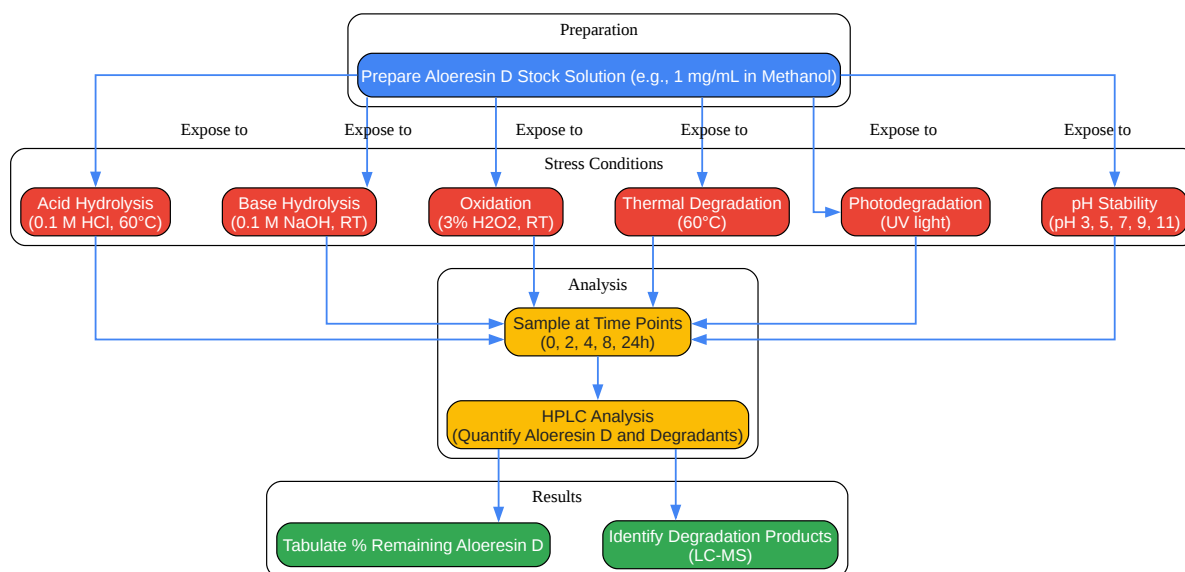 Preparation
Prepare Aloeresin D Stock Solution (e.g., 1 mg/mL in Methanol)
Expose to
Expose to
Expose to
Expose to
Expose to
Expose to
Stress Conditions
Acid Hydrolysis
(0.1 M HCl, 60°C)
Base Hydrolysis
(0.1 M NaOH, RT)
Oxidation
(3% H2O2, RT)
Thermal Degradation
(60°C)
Photodegradation
(UV light)
pH Stability
(pH 3, 5, 7, 9, 11)
Analysis
Sample at Time Points
(0, 2, 4, 8, 24h)
HPLC Analysis
(Quantify Aloeresin D and Degradants)
Results
Tabulate % Remaining Aloeresin D
Identify Degradation Products
(LC-MS)